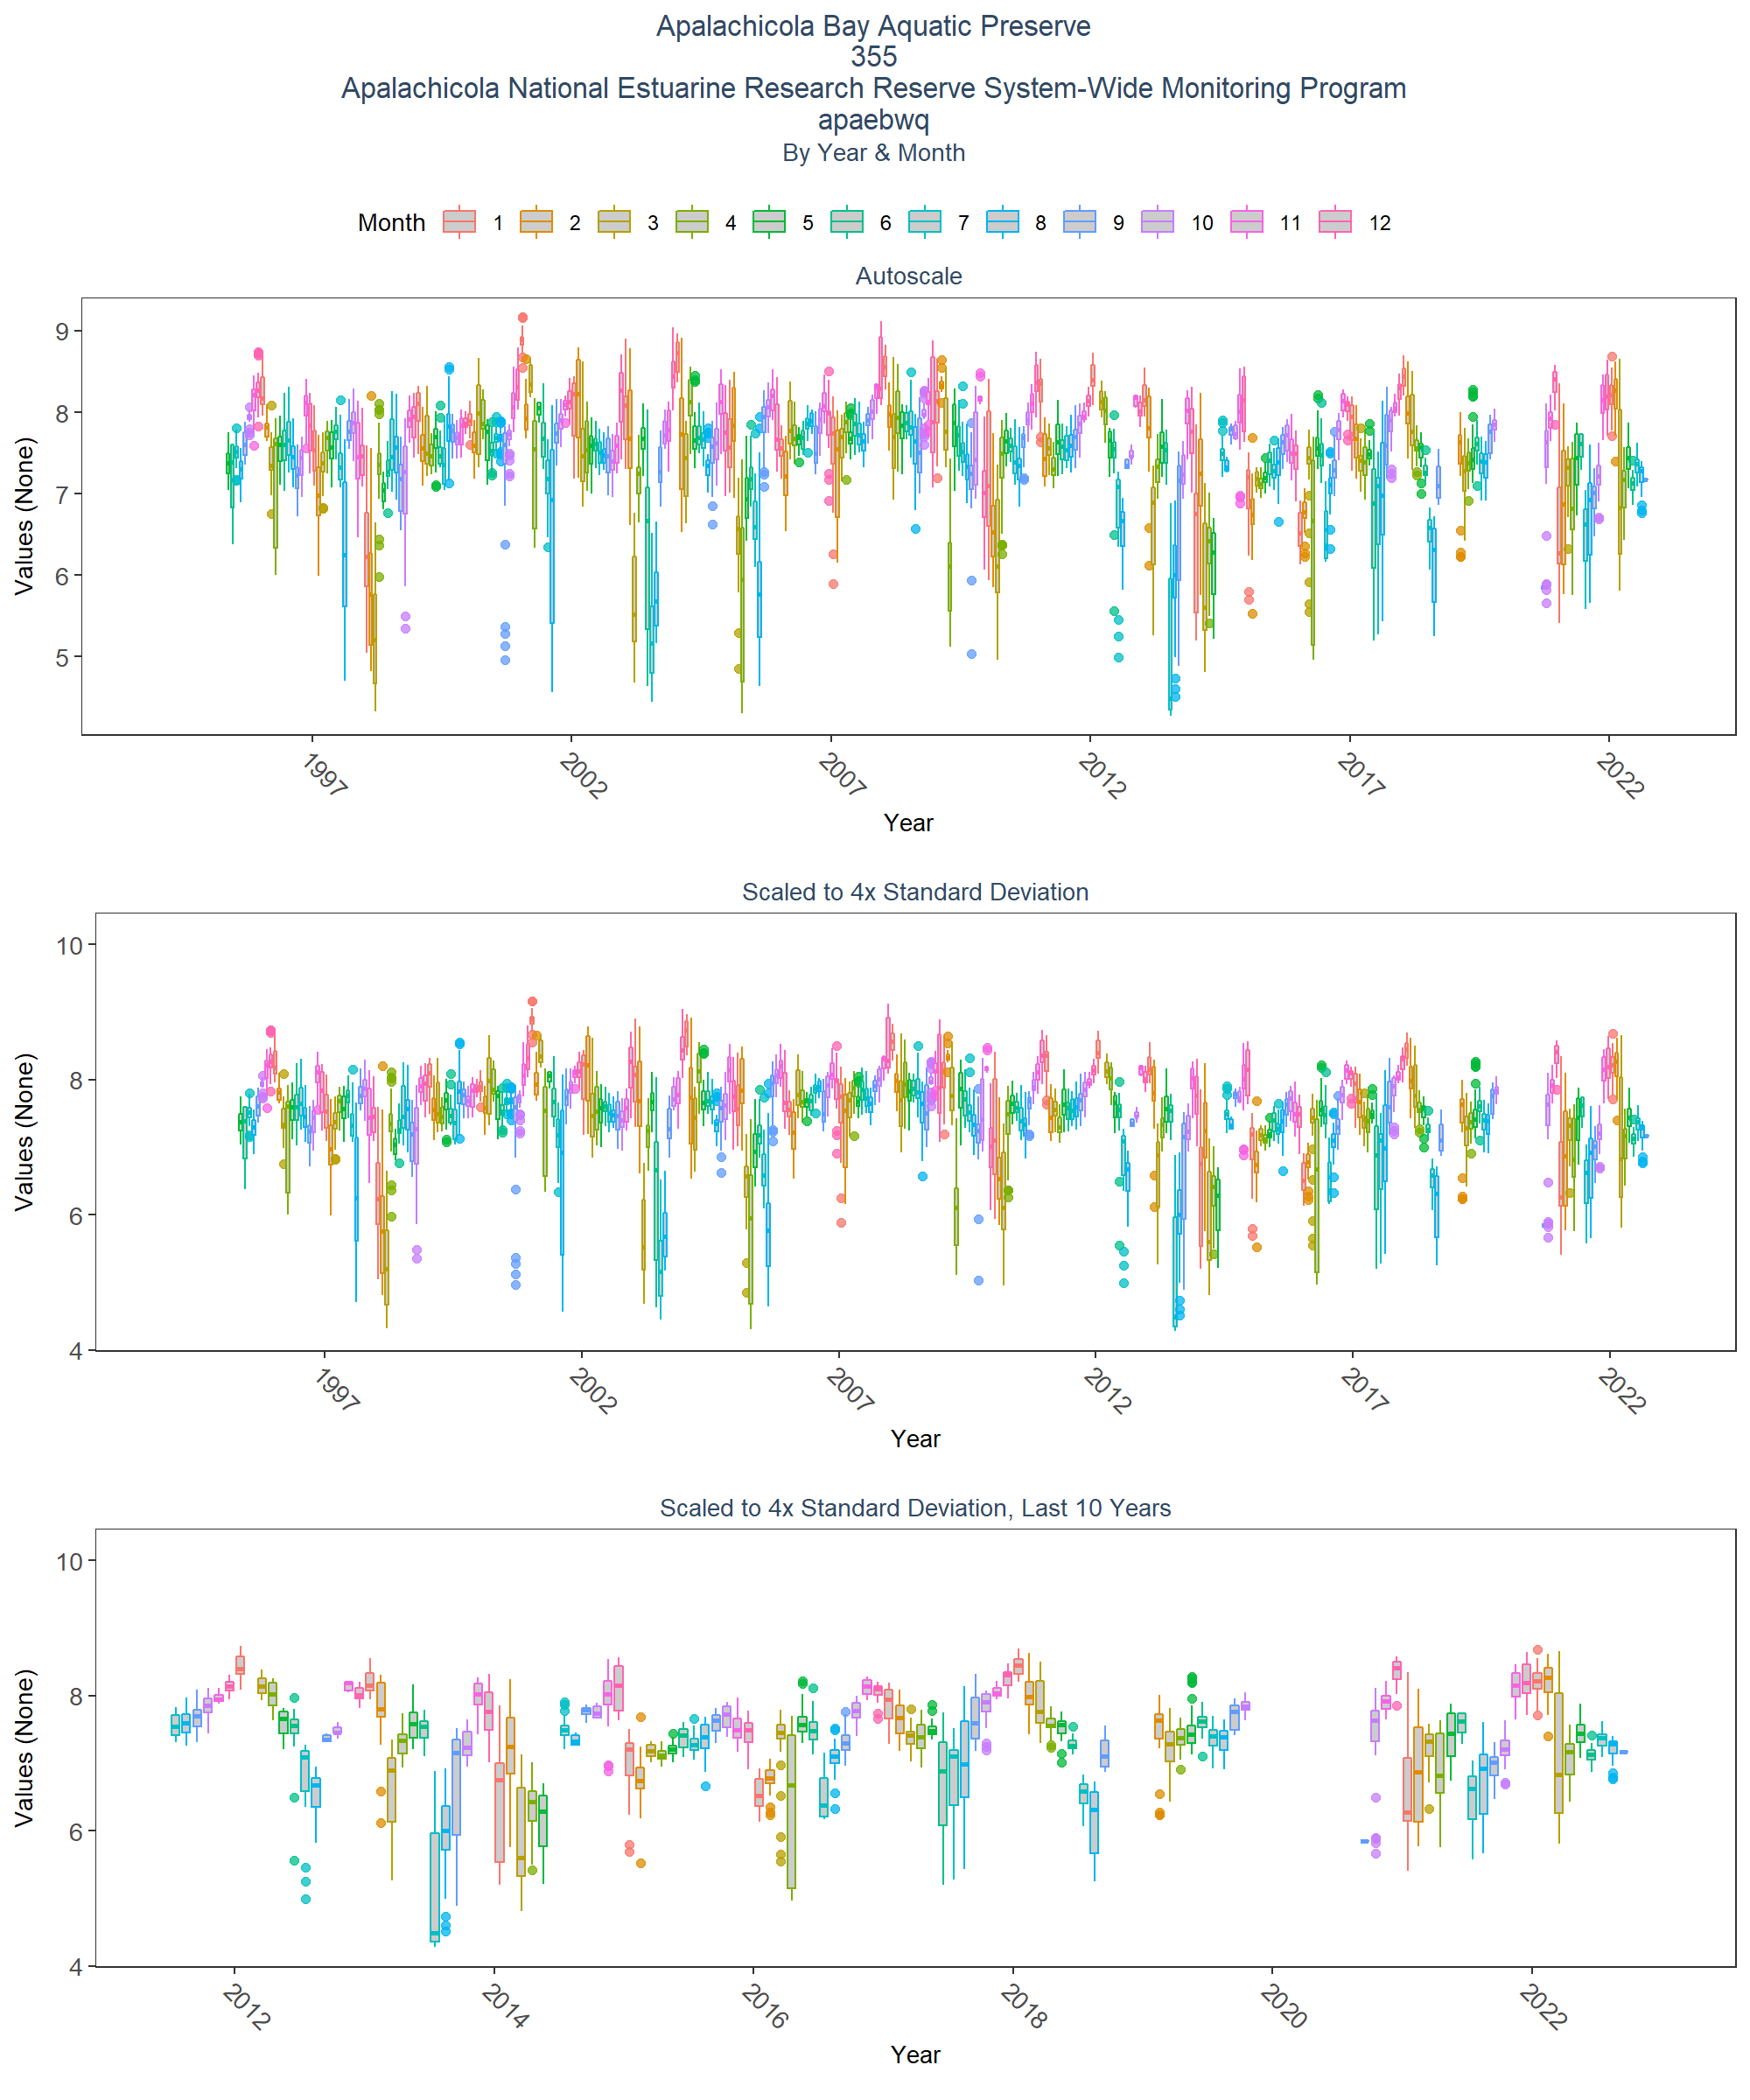 Apalachicola Bay Aquatic Preserve
355
Apalachicola National Estuarine Research Reserve System-Wide Monitoring Program
apaebwq
By Year & Month
Month 1 2 3 4 5 6 7 8 9 10 11 12
Autoscale
Values (None)
9
8
7
6
5
1997 2002 2007 2012 2017 2022
Year
Scaled to 4x Standard Deviation
Values (None)
10
8
6
4
1997 2002 2007 2012 2017 2022
Year
Scaled to 4x Standard Deviation, Last 10 Years
Values (None)
10
8
6
4
2012 2014 2016 2018 2020 2022
Year